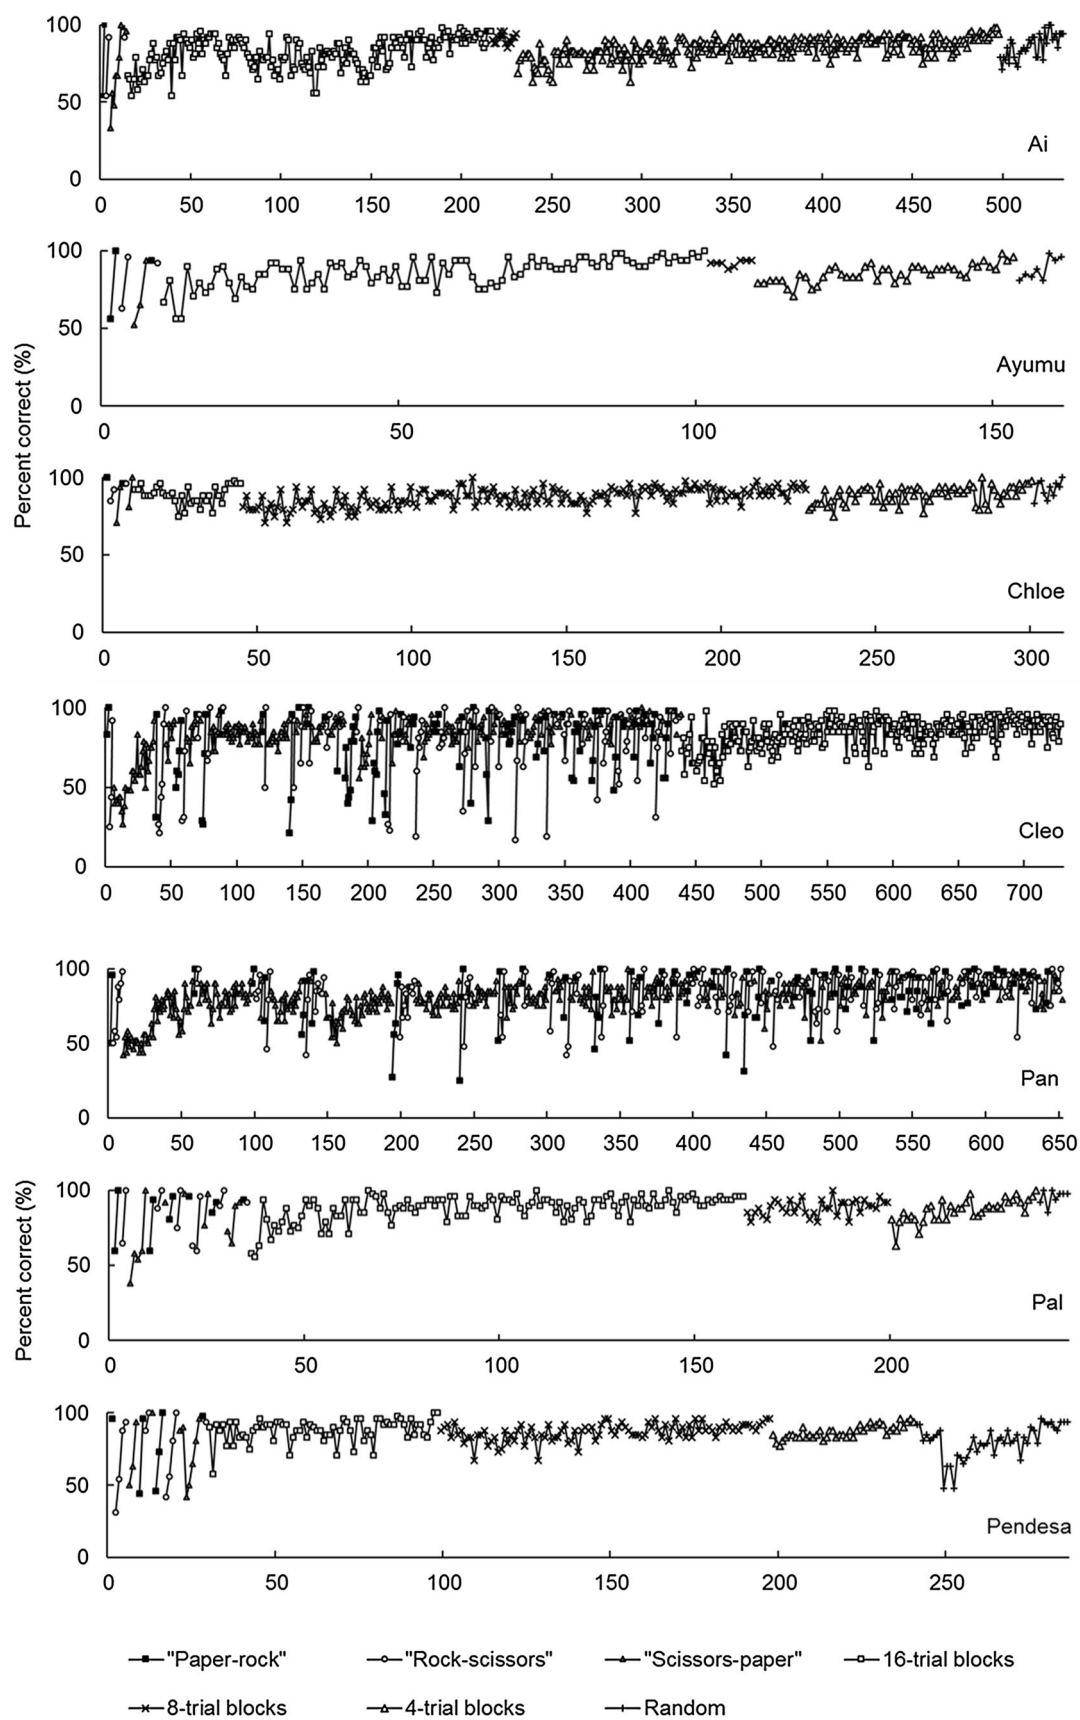 100
50
0
Ai
0 50 100 150 200 250 300 350 400 450 500
100
50
0
Ayumu
0 50 100 150
Percent correct (%)
100
50
0
Chloe
0 50 100 150 200 250 300
100
50
0
Cleo
0 50 100 150 200 250 300 350 400 450 500 550 600 650 700
100
50
0
Pan
0 50 100 150 200 250 300 350 400 450 500 550 600 650
Percent correct (%)
100
50
0
Pal
0 50 100 150 200
100
50
0
Pendesa
0 50 100 150 200 250
"Paper-rock" "Rock-scissors" "Scissors-paper" 16-trial blocks
8-trial blocks 4-trial blocks Random